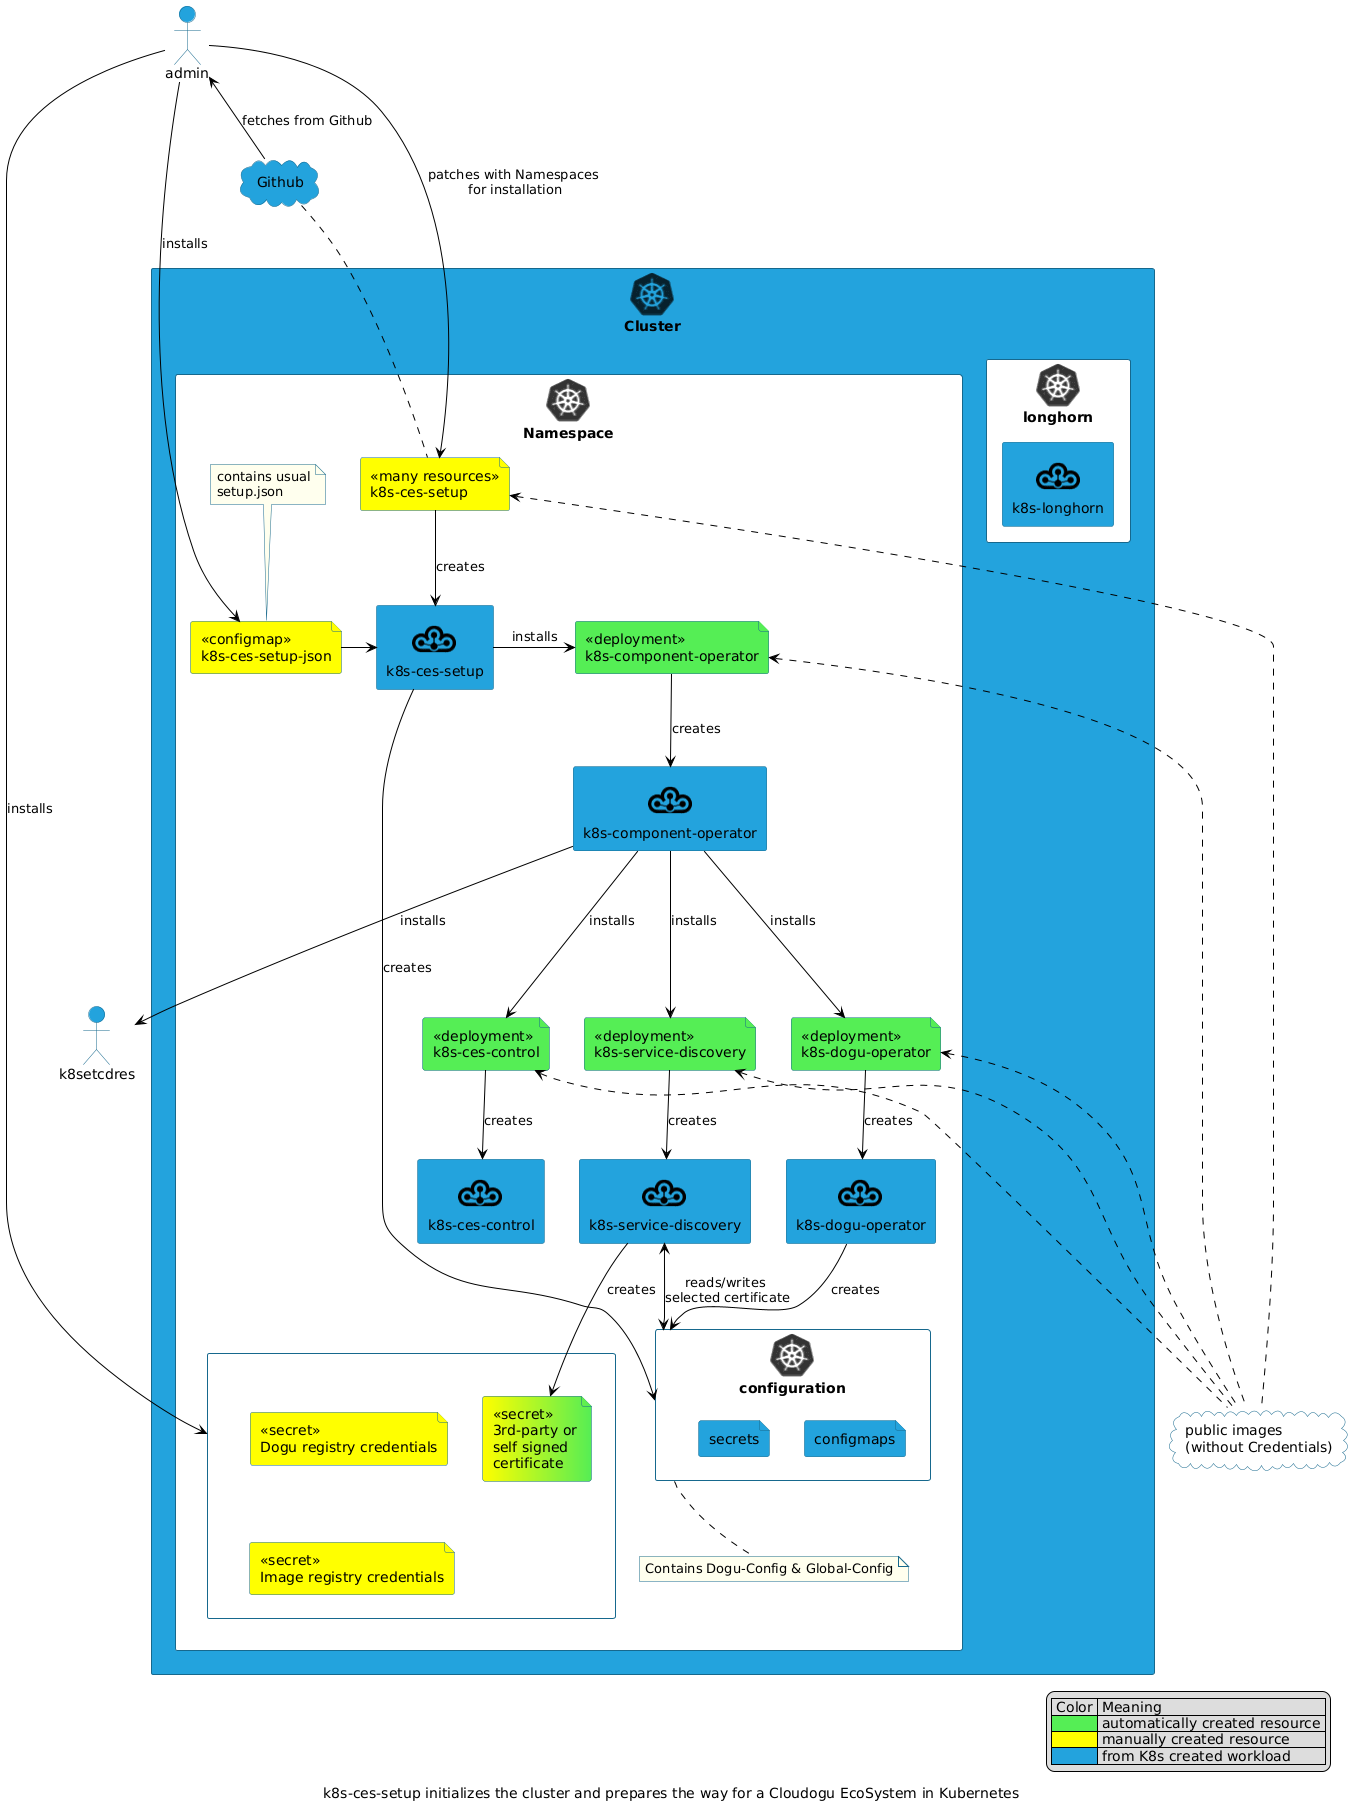 admin
fetches from Github
patches with Namespaces
for installation
Github
installs
Cluster
longhorn
Namespace
«many resources»
k8s-ces-setup
contains usual
setup.json
k8s-longhorn
creates
«configmap»
k8s-ces-setup-json
k8s-ces-setup
installs
«deployment»
k8s-component-operator
creates
installs
k8s-component-operator
installs
installs
installs
installs
creates
k8setcdres
«deployment»
k8s-ces-control
«deployment»
k8s-service-discovery
«deployment»
k8s-dogu-operator
creates
creates
creates
k8s-ces-control
k8s-service-discovery
k8s-dogu-operator
creates
reads/writes
selected certificate
creates
configuration
secrets
configmaps
«secret»
Dogu registry credentials
«secret»
3rd-party or
self signed
certificate
public images
(without Credentials)
«secret»
Image registry credentials
Contains Dogu-Config & Global-Config
Color Meaning
automatically created resource
manually created resource
from K8s created workload
k8s-ces-setup initializes the cluster and prepares the way for a Cloudogu EcoSystem in Kubernetes